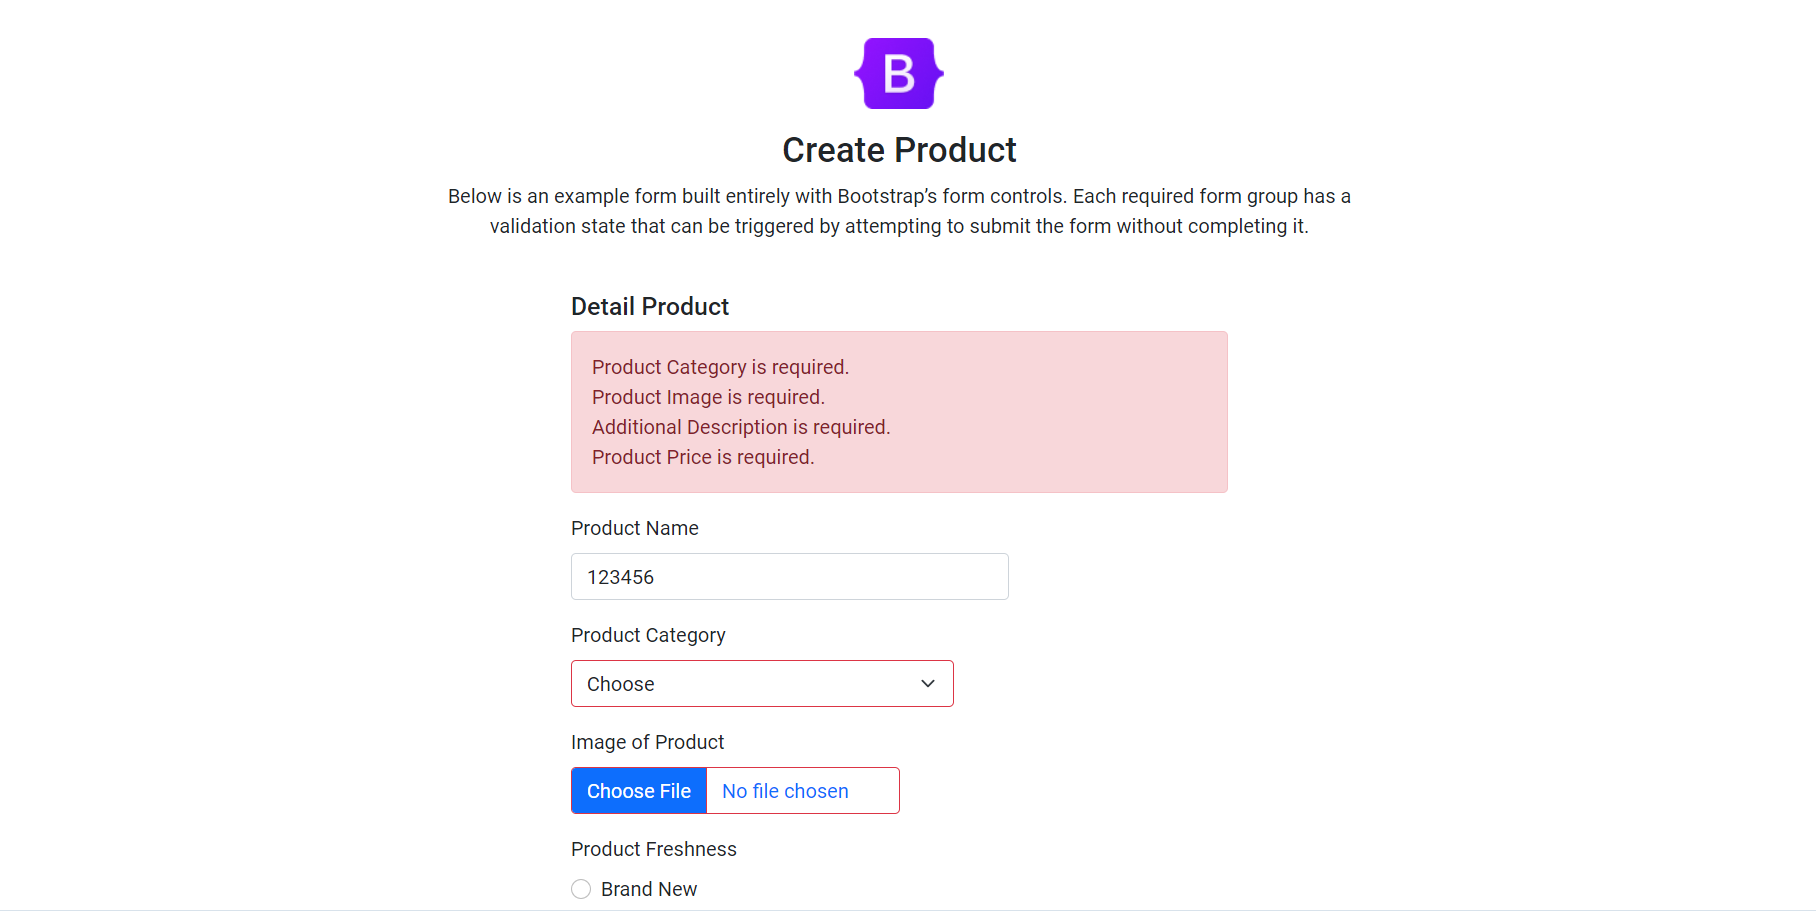 B
Create Product
Below is an example form built entirely with Bootstrap’s form controls. Each required form group has a
validation state that can be triggered by attempting to submit the form without completing it.
Detail Product
Product Category is required.
Product Image is required.
Additional Description is required.
Product Price is required.
Product Name
123456
Product Category
Choose
Image of Product
Choose File No file chosen
Product Freshness
Brand New